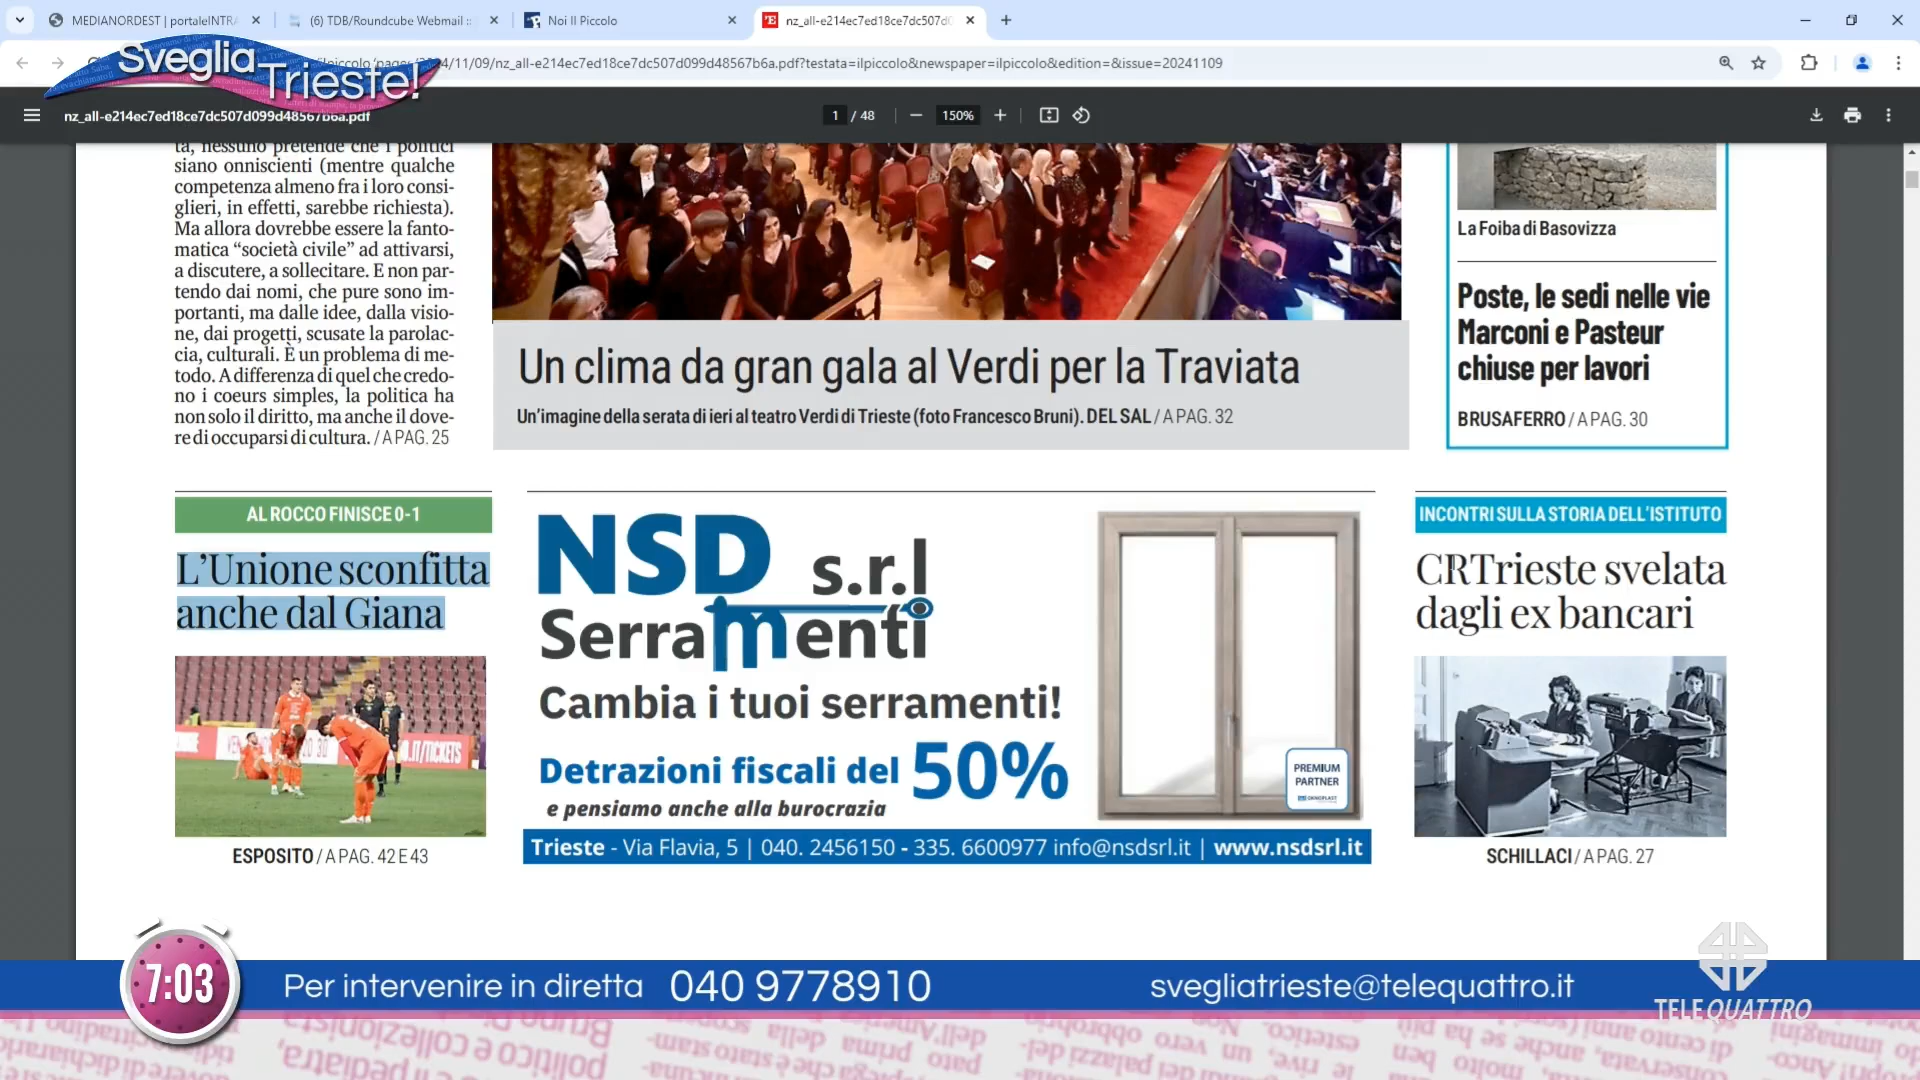 MEDIANORDEST | portaleINTRA
(6) TDB/Roundcube Webmail ::
Noi Il Piccolo
nz_all-e214ec7ed18ce7dc507d0
Sveglia
Trieste!
/11/09/nz_all-e214ec7ed18ce7dc507d099d48567b6a.pdf?testata=ilpiccolo&newspaper=ilpiccolo&edition=&issue=20241109
nz_all-e214ec7ed18ce7dc507d099d48567b6a.pdf
1 / 48
150%
tà, nessuno pretende che i politici
siano onniscienti (mentre qualche
competenza almeno fra i loro consi-
glieri, in effetti, sarebbe richiesta).
Ma allora dovrebbe essere la fanto-
matica “società civile” ad attivarsi,
a discutere, a sollecitare. E non par-
tendo dai nomi, che pure sono im-
portanti, ma dalle idee, dalla visio-
ne, dai progetti, scusate la parolac-
cia, culturali. È un problema di me-
todo. A differenza di quel che credo-
no i coeurs simples, la politica ha
non solo il diritto, ma anche il dove-
re di occuparsi di cultura. / A PAG. 25
Un clima da gran gala al Verdi per la Traviata
Un’imagine della serata di ieri al teatro Verdi di Trieste (foto Francesco Bruni). DEL SAL / A PAG. 32
La Foiba di Basovizza
Poste, le sedi nelle vie
Marconi e Pasteur
chiuse per lavori
BRUSAFERRO / A PAG. 30
AL ROCCO FINISCE 0-1
L’Unione sconfitta
anche dal Giana
ESPOSITO / A PAG. 42 E 43
NSD s.r.l
Serramenti
Cambia i tuoi serramenti!
Detrazioni fiscali del 50%
e pensiamo anche alla burocrazia
PREMIUM
PARTNER
Trieste - Via Flavia, 5 | 040. 2456150 - 335. 6600977 info@nsdsrl.it | www.nsdsrl.it
INCONTRI SULLA STORIA DELL’ISTITUTO
CRTrieste svelata
dagli ex bancari
SCHILLACI / A PAG. 27
7:03
Per intervenire in diretta 040 9778910
svegliatrieste@telequattro.it
TELEQUATTRO